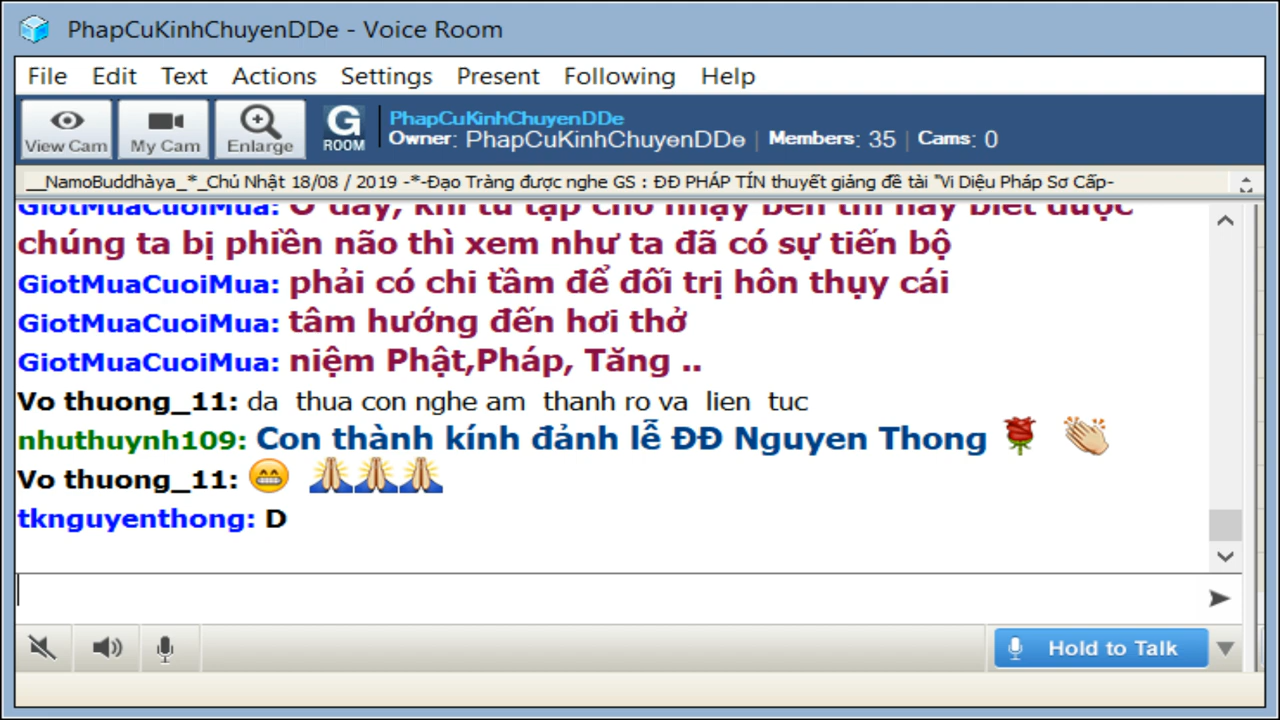 PhapCuKinhChuyenDDe - Voice Room
File Edit Text Actions Settings Present Following Help
View Cam My Cam Enlarge G ROOM
PhapCuKinhChuyenDDe
Owner: PhapCuKinhChuyenDDe | Members: 35 | Cams: 0
__NamoBuddhàya_*_Chủ Nhật 18/08 / 2019 -*-Đạo Tràng được nghe GS : ĐĐ PHÁP TÍN thuyết giảng đề tài "Vi Diệu Pháp Sơ Cấp-
GiotMuaCuoiMua: Ở đây, khi tu tập cho nhạy bén thì hay biết được
chúng ta bị phiền não thì xem như ta đã có sự tiến bộ
GiotMuaCuoiMua: phải có chi tầm để đối trị hôn thụy cái
GiotMuaCuoiMua: tâm hướng đến hơi thở
GiotMuaCuoiMua: niệm Phật,Pháp, Tăng ..
Vo thuong_11: da thua con nghe am thanh ro va lien tuc
nhuthuynh109: Con thành kính đảnh lễ ĐĐ Nguyen Thong
Vo thuong_11:
tknguyenthong: D
Hold to Talk